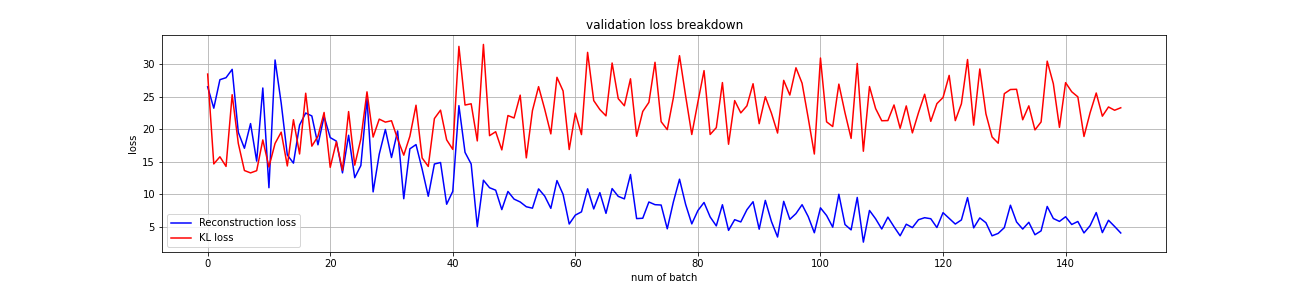 validation loss breakdown
loss
30
25
20
15
10
5
Reconstruction loss
KL loss
0 20 40 60 80 100 120 140
num of batch